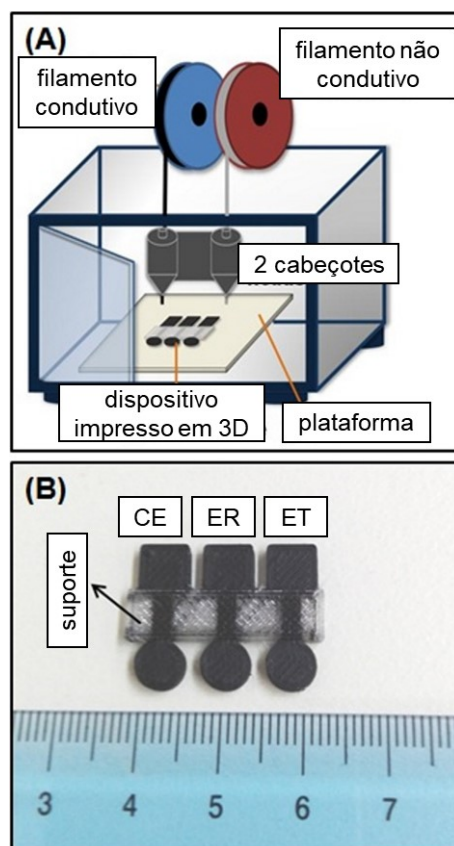 (A)
filamento
condutivo
filamento não
condutivo
2 cabeçotes
dispositivo
impresso em 3D
plataforma
(B)
CE
ER
ET
suporte
3 4 5 6 7